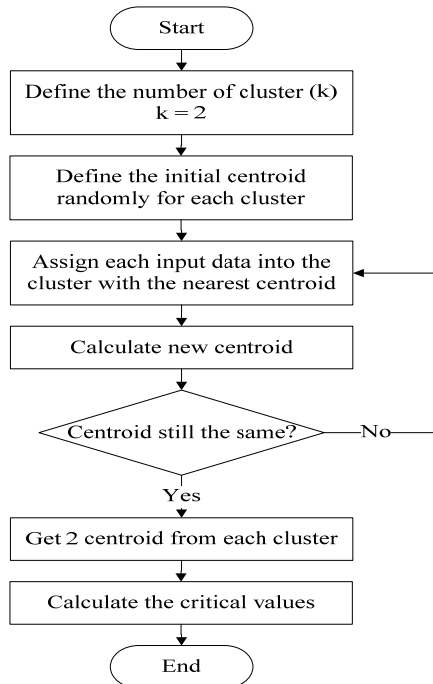 Start
Define the number of cluster (k)
k = 2
Define the initial centroid
randomly for each cluster
Assign each input data into the
cluster with the nearest centroid
Calculate new centroid
Centroid still the same?
No
Yes
Get 2 centroid from each cluster
Calculate the critical values
End